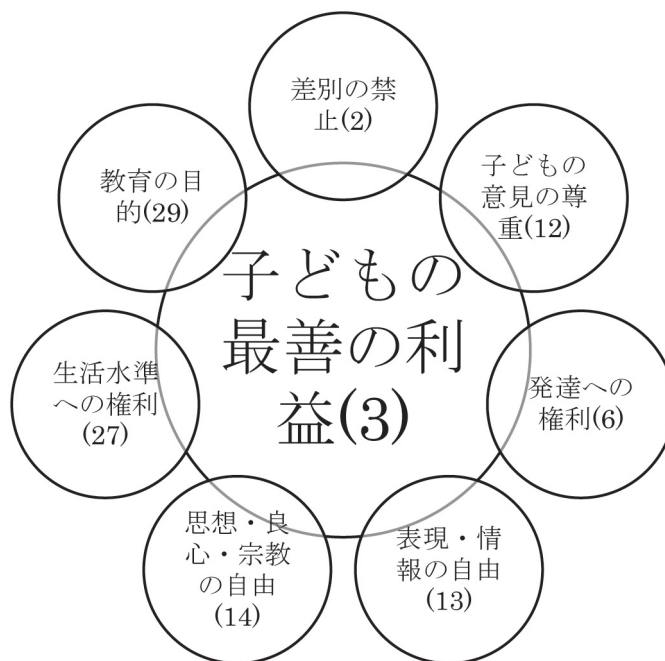 差別の禁
止(2)
子どもの
意見の尊
重(12)
教育の目
的(29)
子どもの
最善の利
益(3)
生活水準
への権利
(27)
発達への
権利(6)
思想・良
心・宗教
の自由
(14)
表現・情
報の自由
(13)